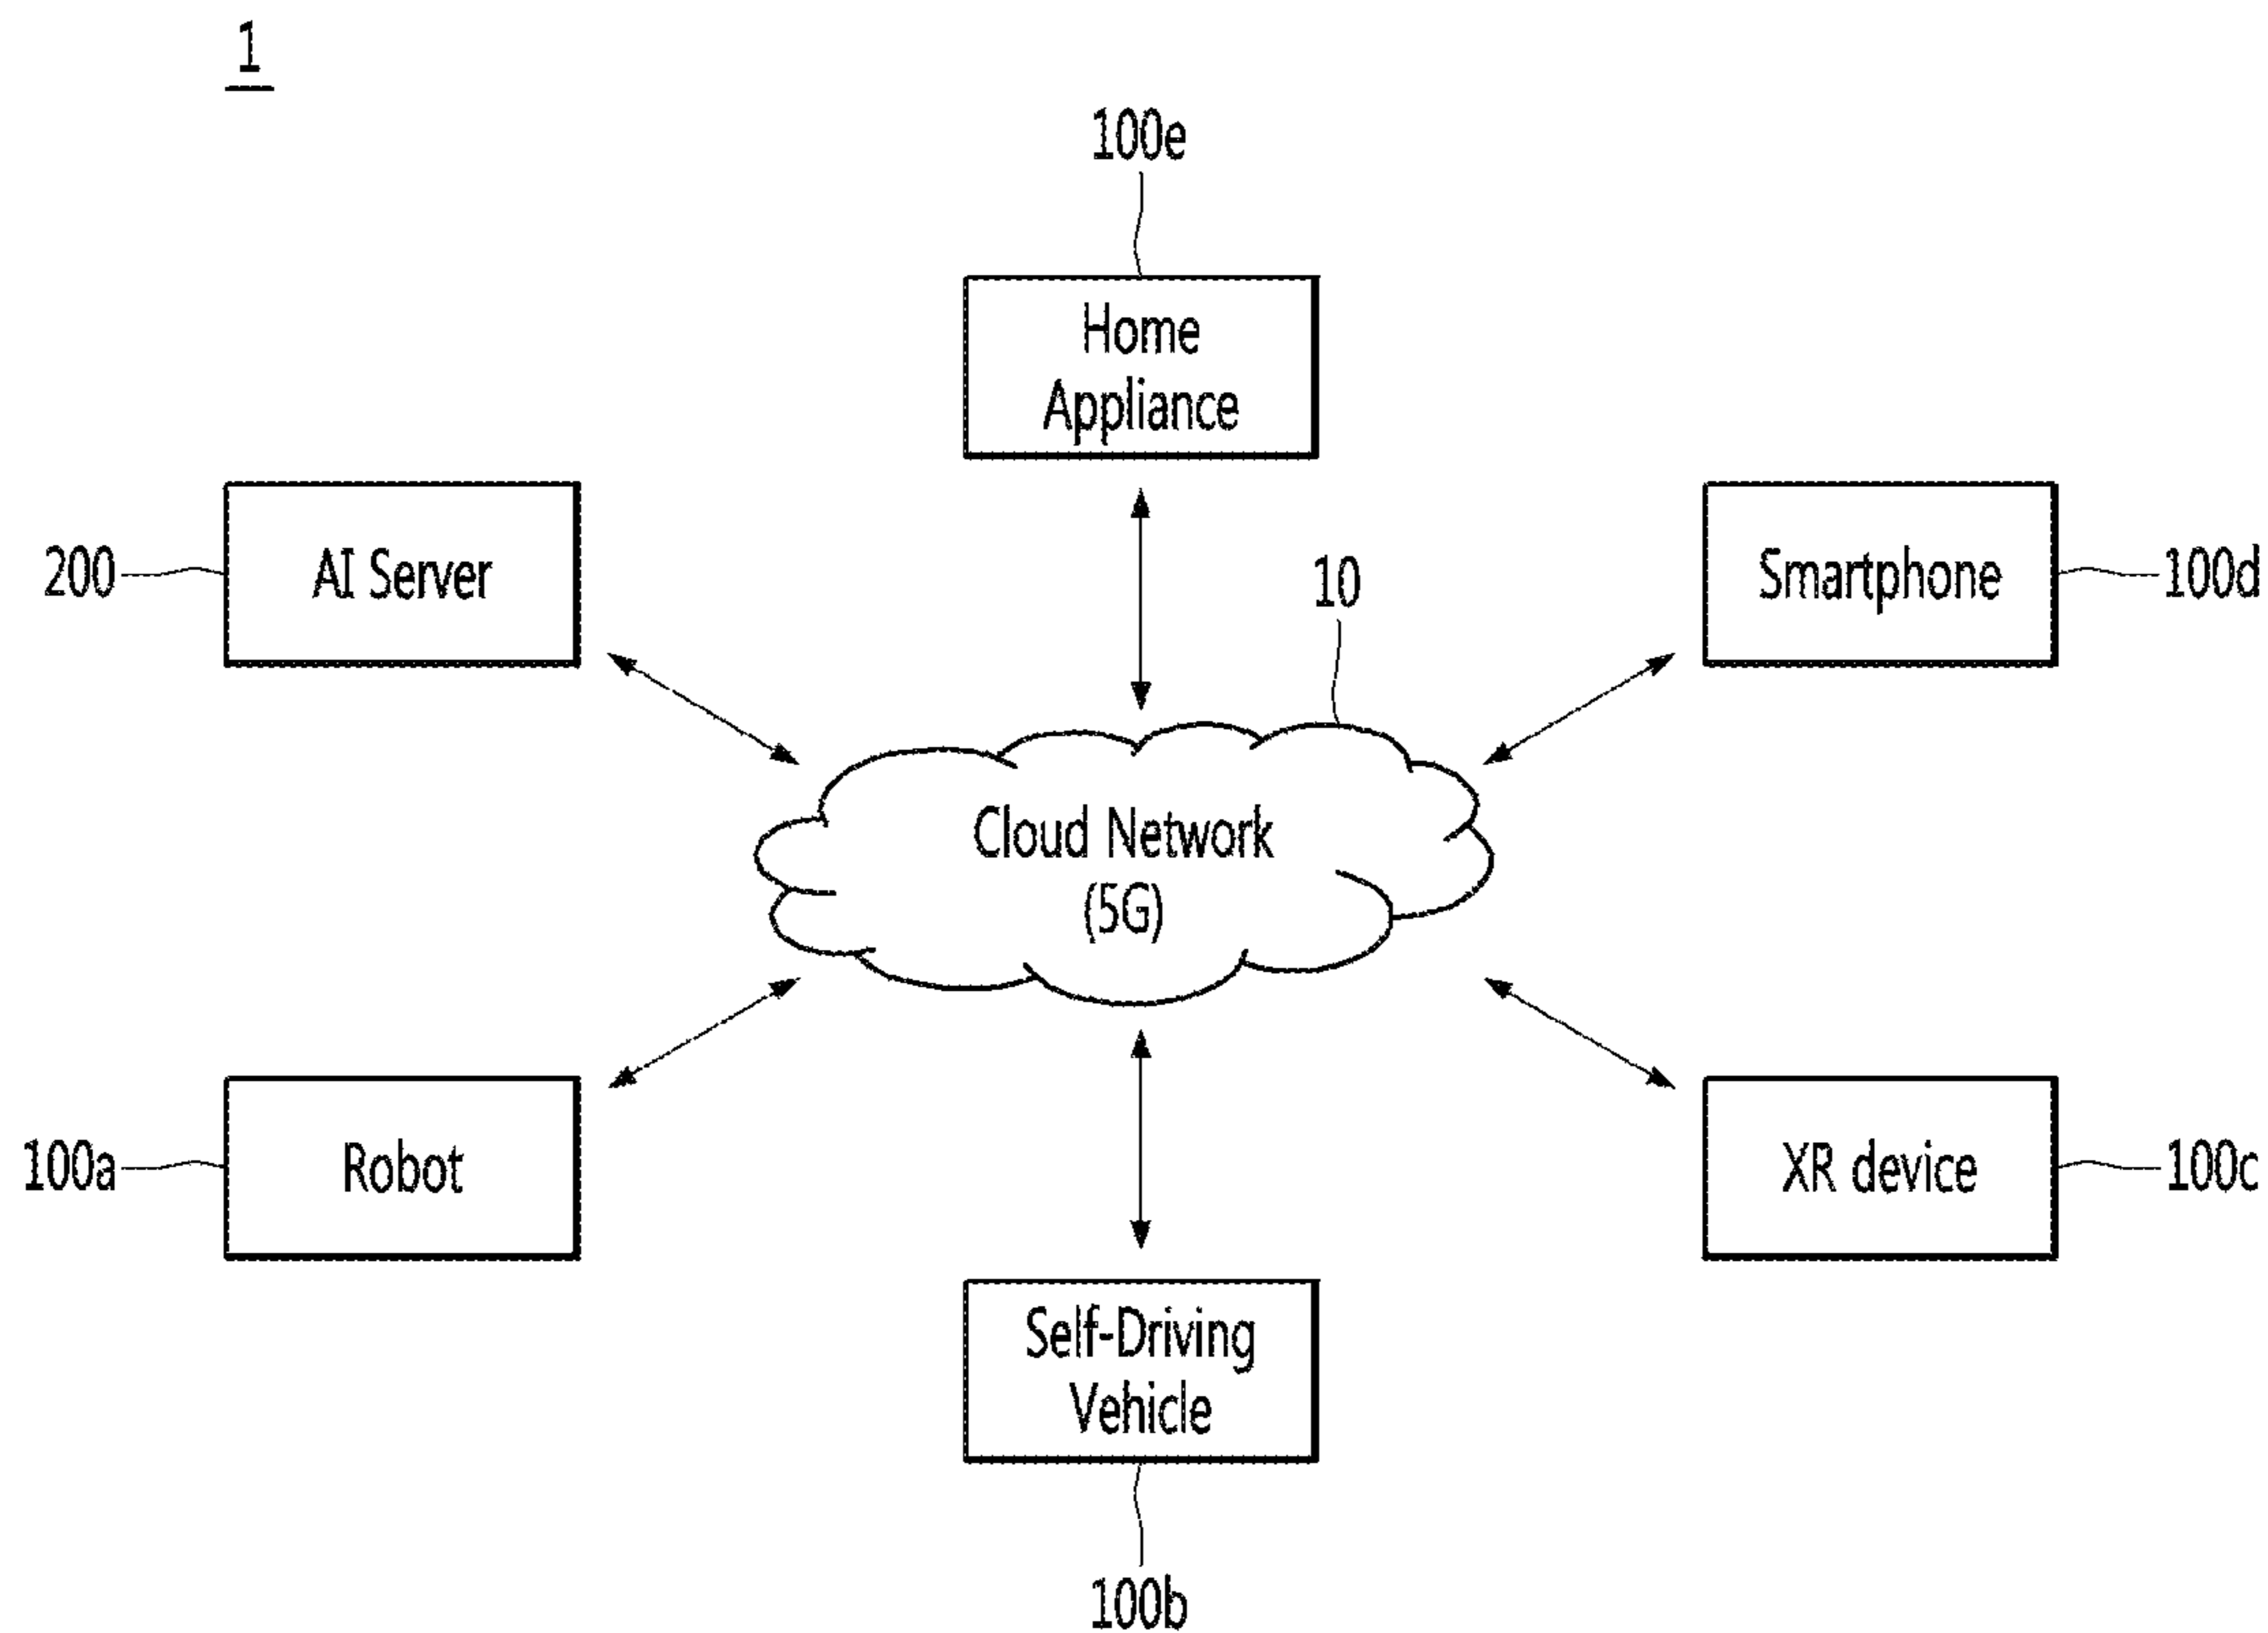 1
100e
Home
Appliance
200
AI Server
10
Smartphone
100d
Cloud Network
(5G)
100a
Robot
XR device
100c
Self-Driving
Vehicle
100b